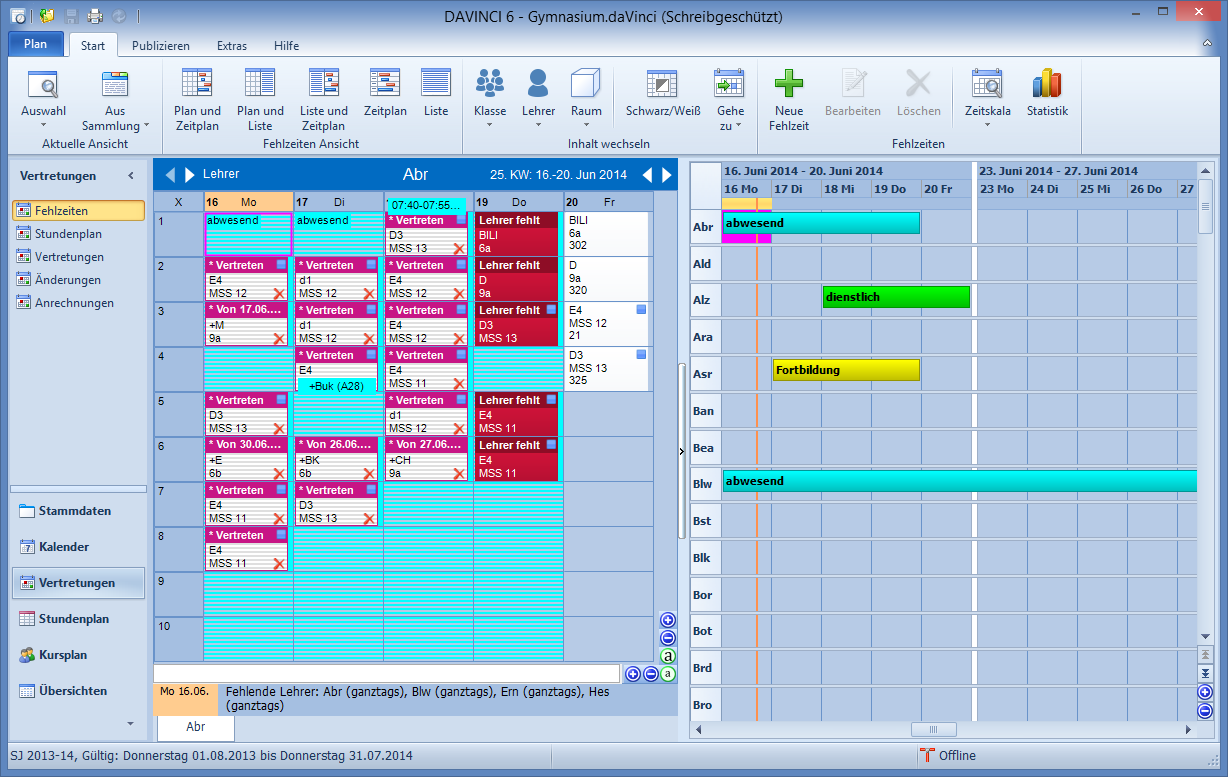 DAVINCI 6 - Gymnasium.daVinci (Schreibgeschützt)
Plan
Start
Publizieren
Extras
Hilfe
Auswahl
Aus Sammlung
Plan und Zeitplan
Plan und Liste
Liste und Zeitplan
Zeitplan
Liste
Klasse
Lehrer
Raum
Schwarz/Weiß
Gehe zu
Neue Fehlzeit
Bearbeiten
Löschen
Zeitskala
Statistik
Aktuelle Ansicht
Fehlzeiten Ansicht
Inhalt wechseln
Fehlzeiten
Vertretungen
Fehlzeiten
Stundenplan
Vertretungen
Änderungen
Anrechnungen
Stammdaten
Kalender
Vertretungen
Stundenplan
Kursplan
Übersichten
Lehrer
Abr
25. KW: 16.-20. Jun 2014
X
16 Mo
17 Di
07:40-07:55...
19 Do
20 Fr
1
abwesend
abwesend
* Vertreten
D3
MSS 13
Lehrer fehlt
BILI
6a
BILI
6a
302
2
* Vertreten
E4
MSS 12
* Vertreten
d1
MSS 12
* Vertreten
E4
MSS 12
Lehrer fehlt
D
9a
D
9a
320
3
* Von 17.06....
+M
9a
* Vertreten
d1
MSS 12
* Vertreten
E4
MSS 12
Lehrer fehlt
D3
MSS 13
E4
MSS 12
21
4
* Vertreten
E4
+Buk (A28)
* Vertreten
E4
MSS 11
D3
MSS 13
325
5
* Vertreten
D3
MSS 13
* Vertreten
d1
MSS 12
Lehrer fehlt
E4
MSS 11
6
* Von 30.06....
+E
6b
* Von 26.06....
+BK
6b
* Von 27.06....
+CH
9a
Lehrer fehlt
E4
MSS 11
7
* Vertreten
E4
MSS 11
* Vertreten
D3
MSS 13
8
* Vertreten
E4
MSS 11
9
10
a
a
Mo 16.06.
Fehlende Lehrer: Abr (ganztags), Blw (ganztags), Ern (ganztags), Hes
(ganztags)
Abr
16. Juni 2014 - 20. Juni 2014
23. Juni 2014 - 27. Juni 2014
16 Mo
17 Di
18 Mi
19 Do
20 Fr
23 Mo
24 Di
25 Mi
26 Do
27
Abr
abwesend
Ald
Alz
dienstlich
Ara
Asr
Fortbildung
Ban
Bea
Blw
abwesend
Bst
Blk
Bor
Bot
Brd
Bro
SJ 2013-14, Gültig: Donnerstag 01.08.2013 bis Donnerstag 31.07.2014
Offline